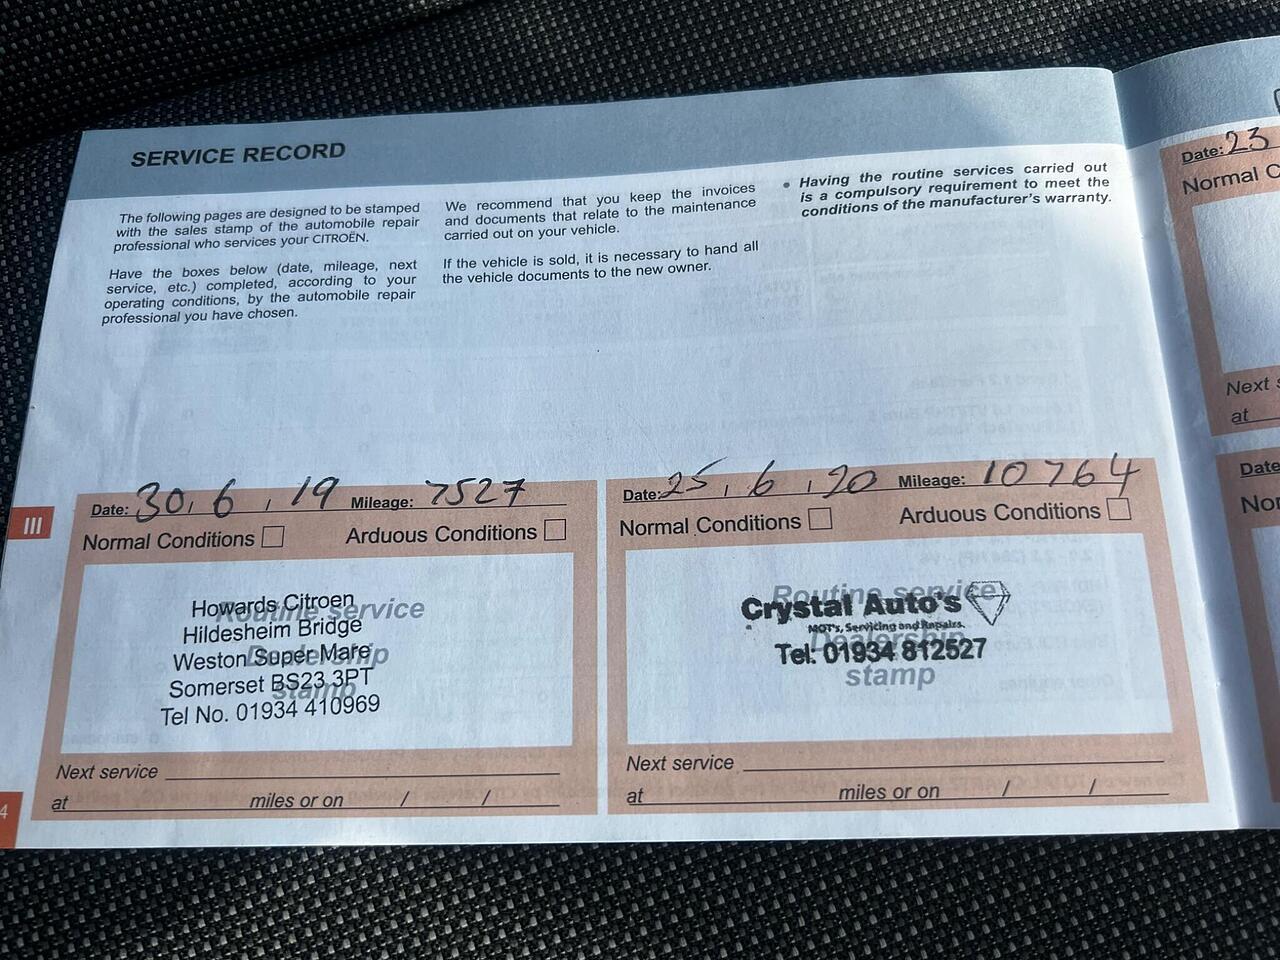 SERVICE RECORD
The following pages are designed to be stamped
with the sales stamp of the automobile repair
professional who services your CITROËN.
Have the boxes below (date, mileage, next
service, etc.) completed, according to your
operating conditions, by the automobile repair
professional you have chosen.
We recommend that you keep the invoices
and documents that relate to the maintenance
carried out on your vehicle.
If the vehicle is sold, it is necessary to hand all
the vehicle documents to the new owner.
• Having the routine services carried out
is a compulsory requirement to meet the
conditions of the manufacturer's warranty.
III
Date: 30, 6, 19 Mileage: 7527
Normal Conditions Arduous Conditions
Routine service
Dealership
stamp
Howards Citroen
Hildesheim Bridge
Weston Super Mare
Somerset BS23 3PT
Tel No. 01934 410969
Next service
at miles or on / /
4
Date: 25, 6, 20 Mileage: 10764
Normal Conditions Arduous Conditions
Routine service
Dealership
stamp
Crystal Auto's
MOT's, Servicing and Repairs.
Tel: 01934 812527
Next service
at miles or on / /
Date: 23
Normal C
Next s
at
Date
Nor